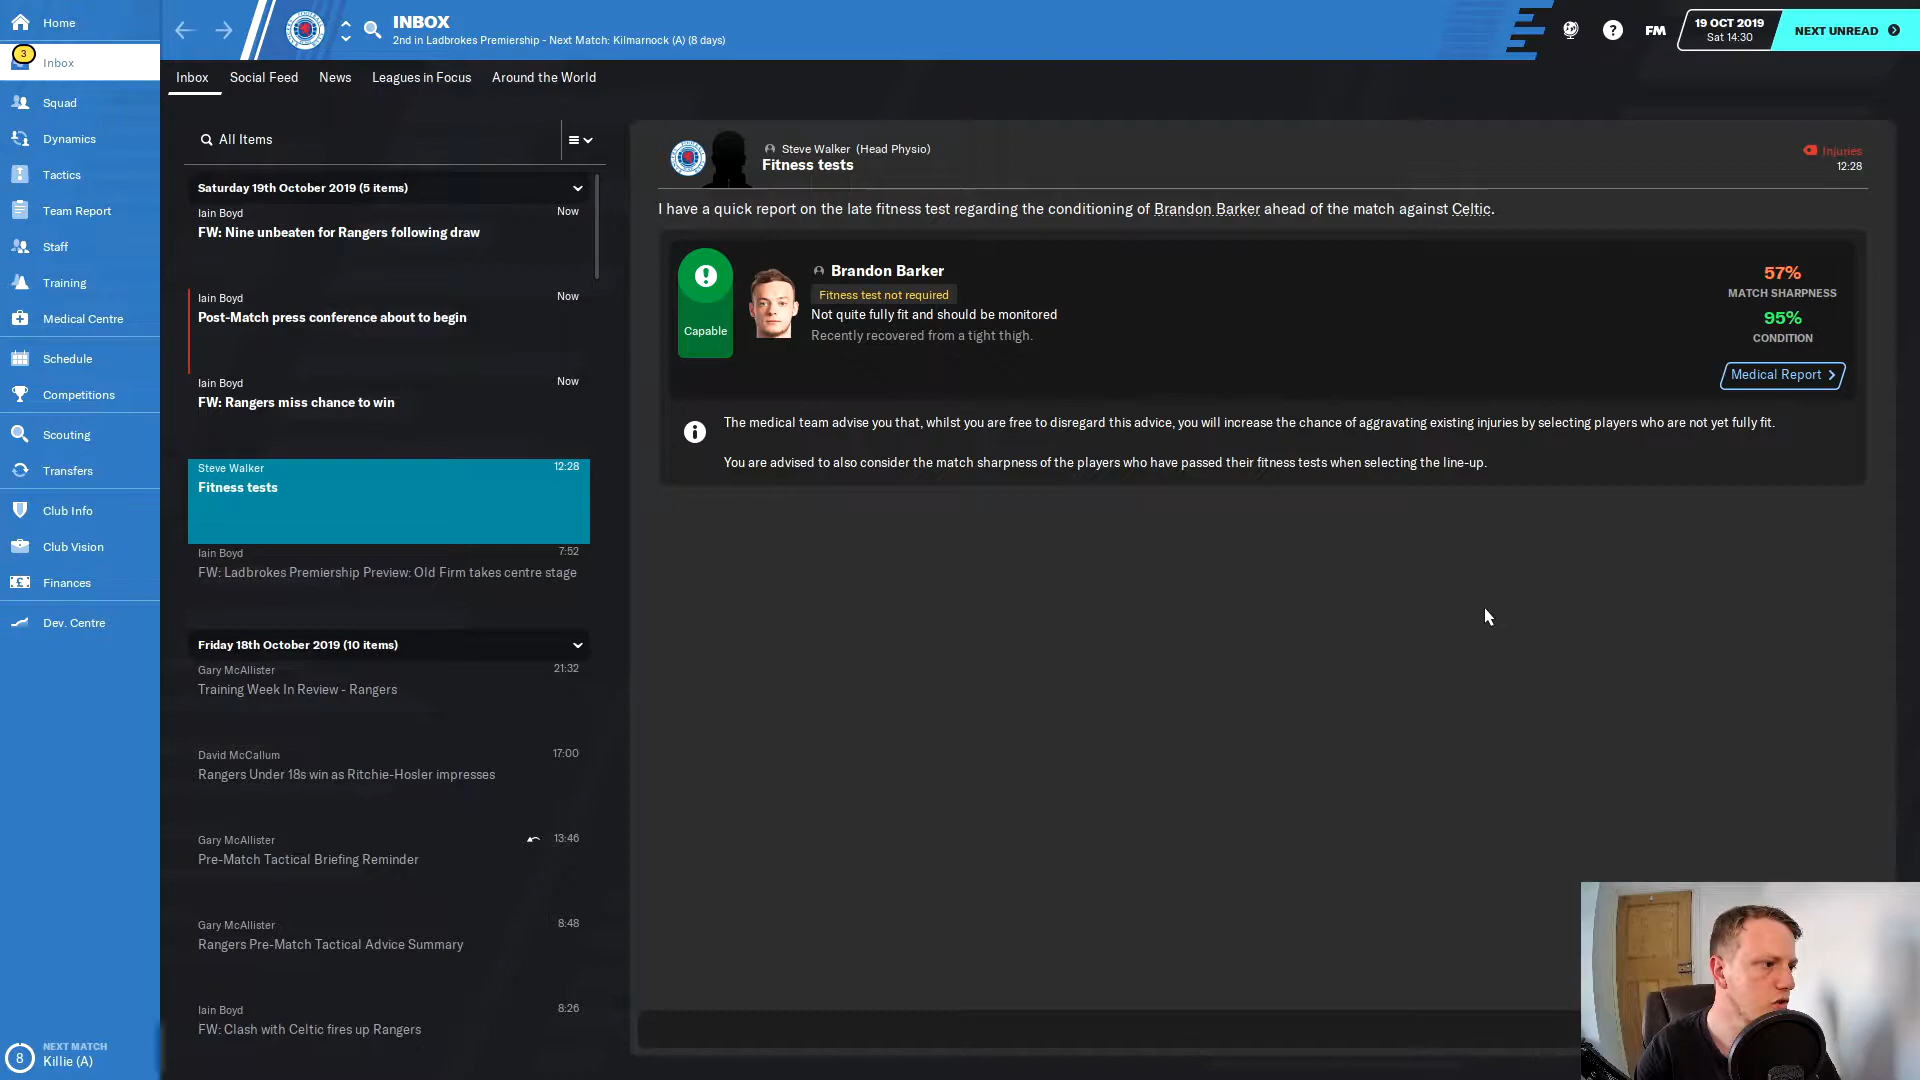 Home
3
Inbox
Squad
Dynamics
Tactics
Team Report
Staff
Training
Medical Centre
Schedule
Competitions
Scouting
Transfers
Club Info
Club Vision
Finances
Dev. Centre
8
NEXT MATCH
Killie (A)
INBOX
2nd in Ladbrokes Premiership - Next Match: Kilmarnock (A) (8 days)
FM
19 OCT 2019
Sat 14:30
NEXT UNREAD
Inbox Social Feed News Leagues in Focus Around the World
All Items
Saturday 19th October 2019 (5 items)
Iain Boyd Now
FW: Nine unbeaten for Rangers following draw
Iain Boyd Now
Post-Match press conference about to begin
Iain Boyd Now
FW: Rangers miss chance to win
Steve Walker 12:28
Fitness tests
Iain Boyd 7:52
FW: Ladbrokes Premiership Preview: Old Firm takes centre stage
Friday 18th October 2019 (10 items)
Gary McAllister 21:32
Training Week In Review - Rangers
David McCallum 17:00
Rangers Under 18s win as Ritchie-Hosler impresses
Gary McAllister 13:46
Pre-Match Tactical Briefing Reminder
Gary McAllister 8:48
Rangers Pre-Match Tactical Advice Summary
Iain Boyd 8:26
FW: Clash with Celtic fires up Rangers
Steve Walker (Head Physio)
Fitness tests
Injuries
12:28
I have a quick report on the late fitness test regarding the conditioning of Brandon Barker ahead of the match against Celtic.
Capable
Brandon Barker
Fitness test not required
Not quite fully fit and should be monitored
Recently recovered from a tight thigh.
57%
MATCH SHARPNESS
95%
CONDITION
Medical Report
The medical team advise you that, whilst you are free to disregard this advice, you will increase the chance of aggravating existing injuries by selecting players who are not yet fully fit.
You are advised to also consider the match sharpness of the players who have passed their fitness tests when selecting the line-up.